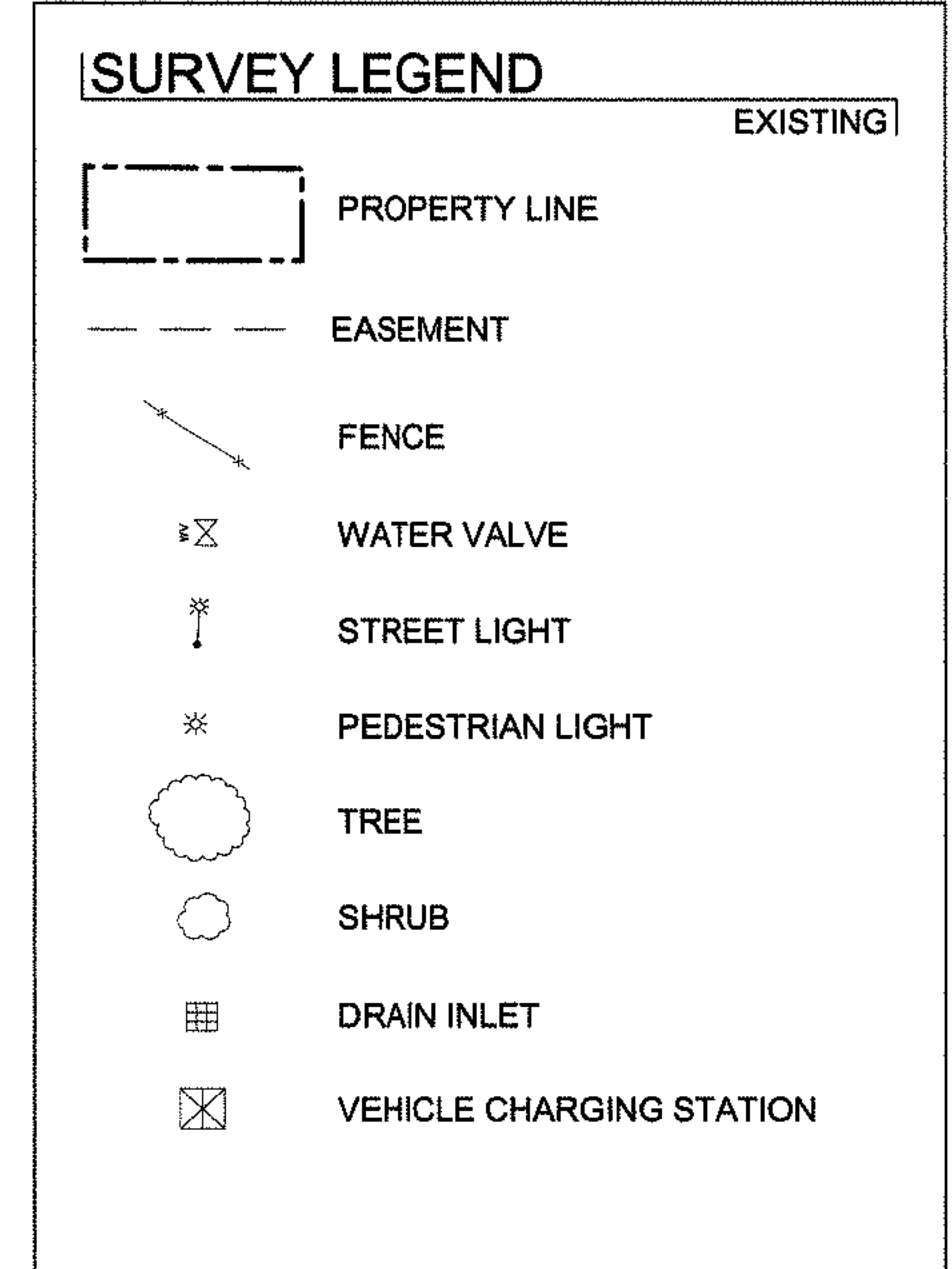 SURVEY LEGEND
EXISTING
PROPERTY LINE
EASEMENT
FENCE
WV
WATER VALVE
STREET LIGHT
PEDESTRIAN LIGHT
TREE
SHRUB
DRAIN INLET
VEHICLE CHARGING STATION